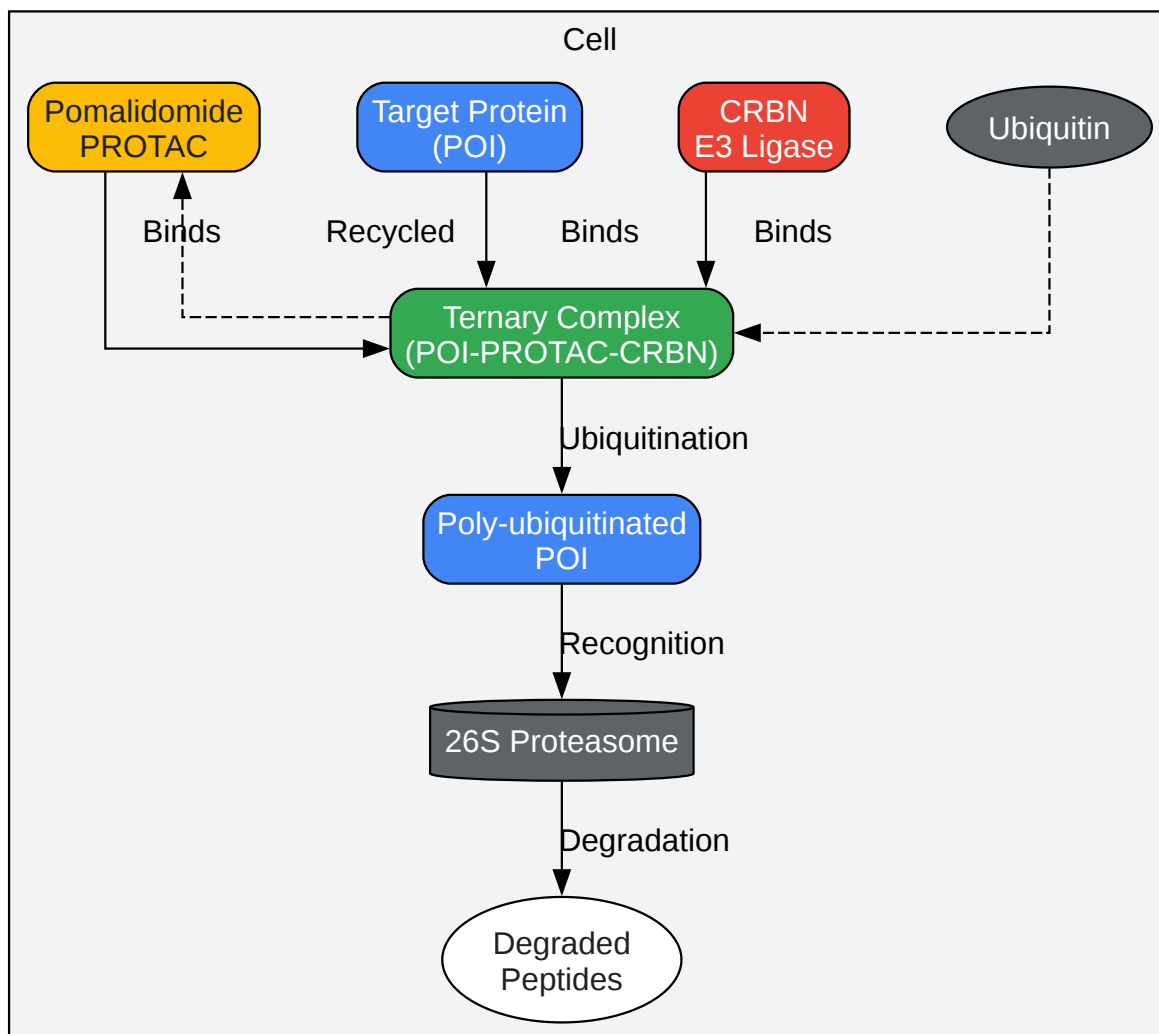 Cell
Pomalidomide
PROTAC
Target Protein
(POI)
CRBN
E3 Ligase
Ubiquitin
Binds
Recycled
Binds
Binds
Ternary Complex
(POI-PROTAC-CRBN)
Ubiquitination
Poly-ubiquitinated
POI
Recognition
26S Proteasome
Degradation
Degraded
Peptides